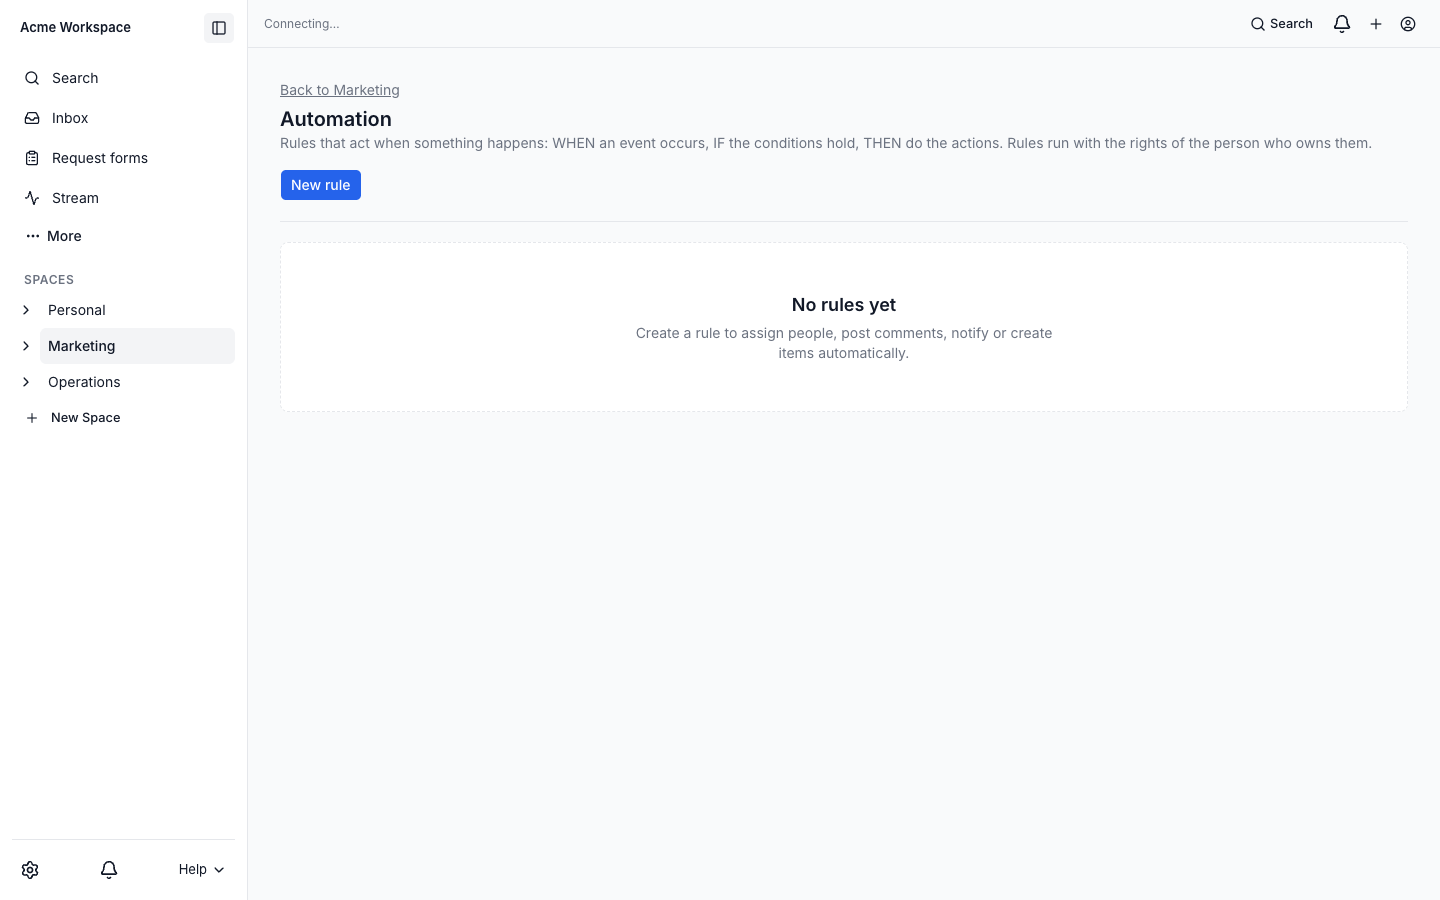 Acme Workspace
Search
Inbox
Request forms
Stream
More
SPACES
Personal
Marketing
Operations
New Space
Help
Connecting...
Search
Back to Marketing
Automation
Rules that act when something happens: WHEN an event occurs, IF the conditions hold, THEN do the actions. Rules run with the rights of the person who owns them.
New rule
No rules yet
Create a rule to assign people, post comments, notify or create
items automatically.